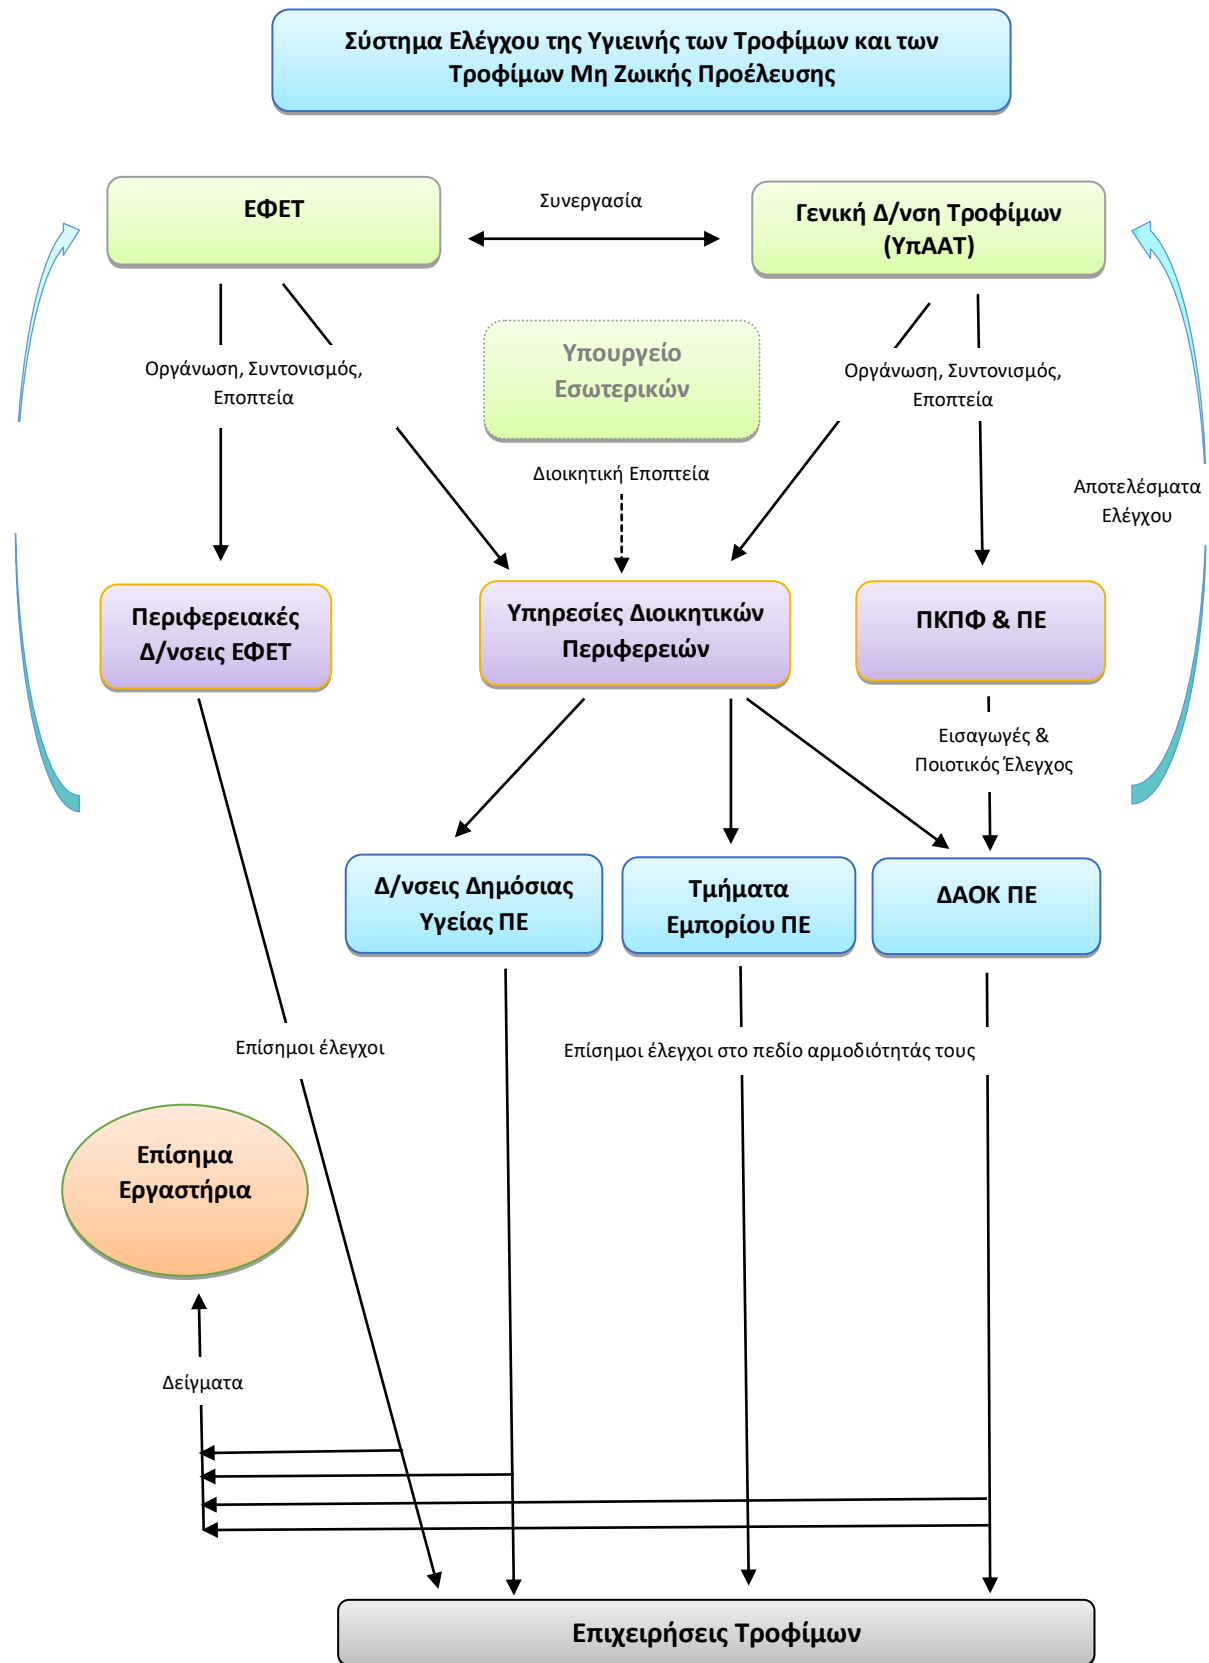 Σύστημα Ελέγχου της Υγιεινής των Τροφίμων και των
Τροφίμων Μη Ζωικής Προέλευσης
ΕΦΕΤ
Συνεργασία
Γενική Δ/νση Τροφίμων
(ΥπΑΑΤ)
Υπουργείο
Εσωτερικών
Οργάνωση, Συντονισμός,
Εποπτεία
Οργάνωση, Συντονισμός,
Εποπτεία
Διοικητική Εποπτεία
Αποτελέσματα
Ελέγχου
Περιφερειακές
Δ/νσεις ΕΦΕΤ
Υπηρεσίες Διοικητικών
Περιφερειών
ΠΚΠΦ & ΠΕ
Εισαγωγές &
Ποιοτικός Έλεγχος
Δ/νσεις Δημόσιας
Υγείας ΠΕ
Τμήματα
Εμπορίου ΠΕ
ΔΑΟΚ ΠΕ
Επίσημοι έλεγχοι
Επίσημοι έλεγχοι στο πεδίο αρμοδιότητάς τους
Επίσημα
Εργαστήρια
Δείγματα
Επιχειρήσεις Τροφίμων